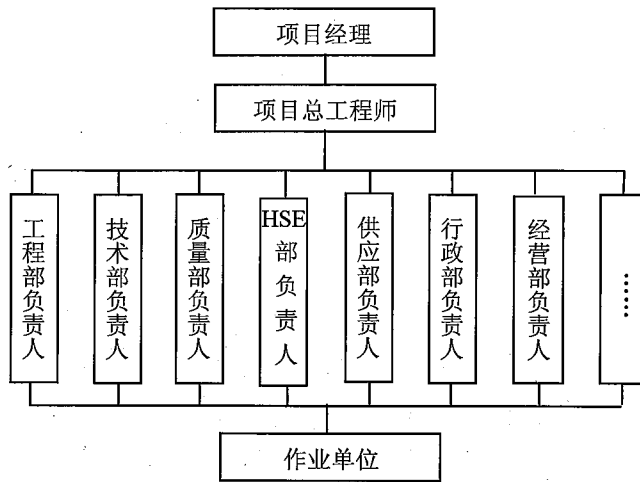 项目经理
项目总工程师
工程部负责人
技术部负责人
质量部负责人
HSE部负责人
供应部负责人
行政部负责人
经营部负责人
……
作业单位